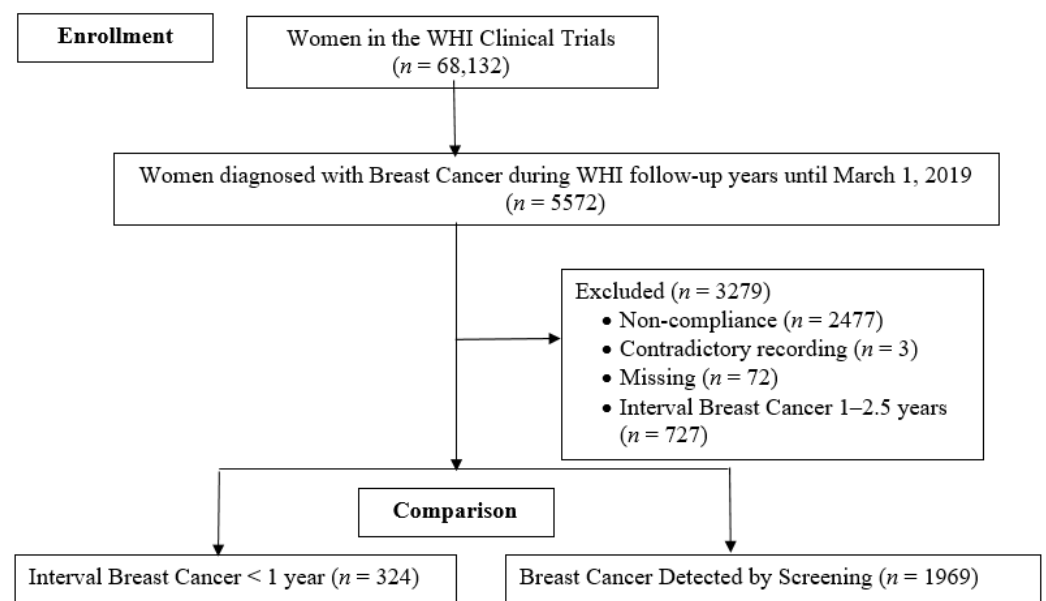 Enrollment
Women in the WHI Clinical Trials
(n = 68,132)
Women diagnosed with Breast Cancer during WHI follow-up years until March 1, 2019
(n = 5572)
Excluded (n = 3279)
• Non-compliance (n = 2477)
• Contradictory recording (n = 3)
• Missing (n = 72)
• Interval Breast Cancer 1–2.5 years
(n = 727)
Comparison
Interval Breast Cancer < 1 year (n = 324)
Breast Cancer Detected by Screening (n = 1969)